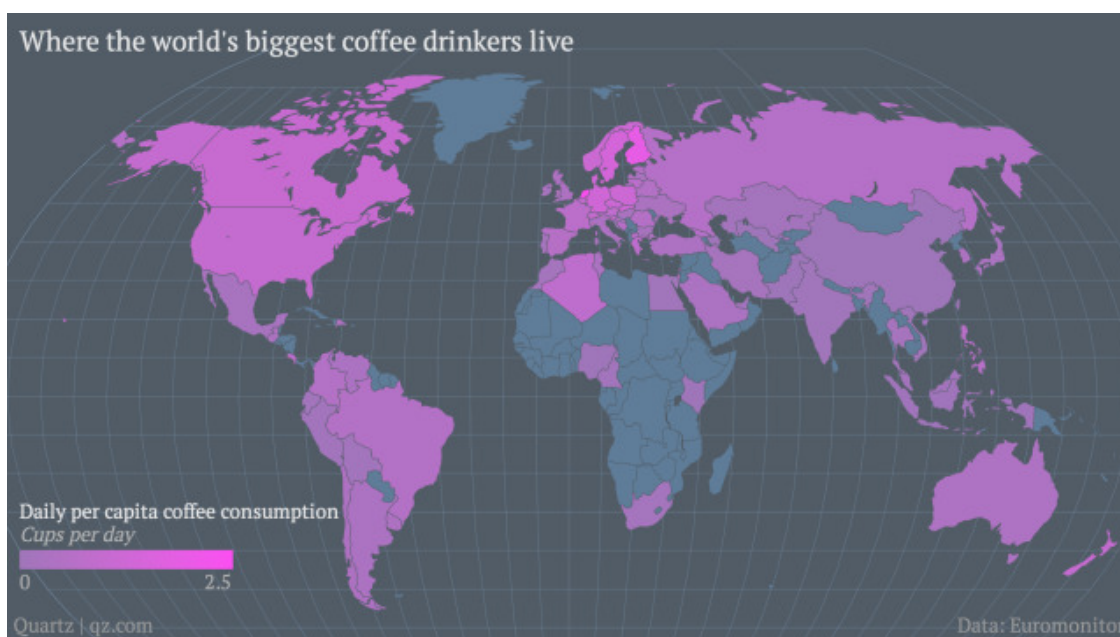 Where the world's biggest coffee drinkers live
Daily per capita coffee consumption
Cups per day
0 2.5
Quartz | qz.com
Data: Euromonito